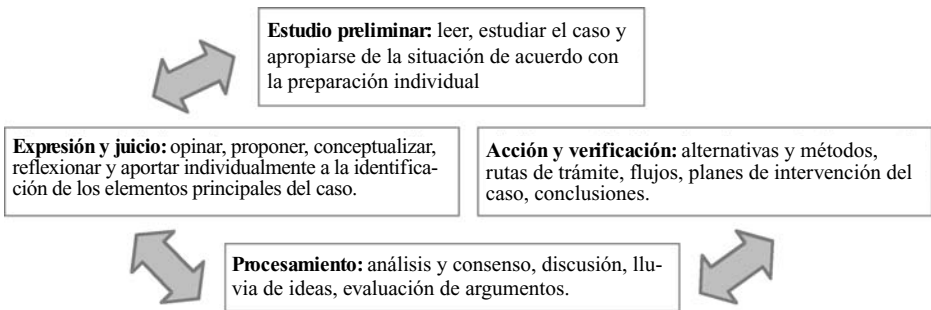 Estudio preliminar: leer, estudiar el caso y
apropiarse de la situación de acuerdo con
la preparación individual
Expresión y juicio: opinar, proponer, conceptualizar,
reflexionar y aportar individualmente a la identifica-
ción de los elementos principales del caso.
Acción y verificación: alternativas y métodos,
rutas de trámite, flujos, planes de intervención del
caso, conclusiones.
Procesamiento: análisis y consenso, discusión, llu-
via de ideas, evaluación de argumentos.